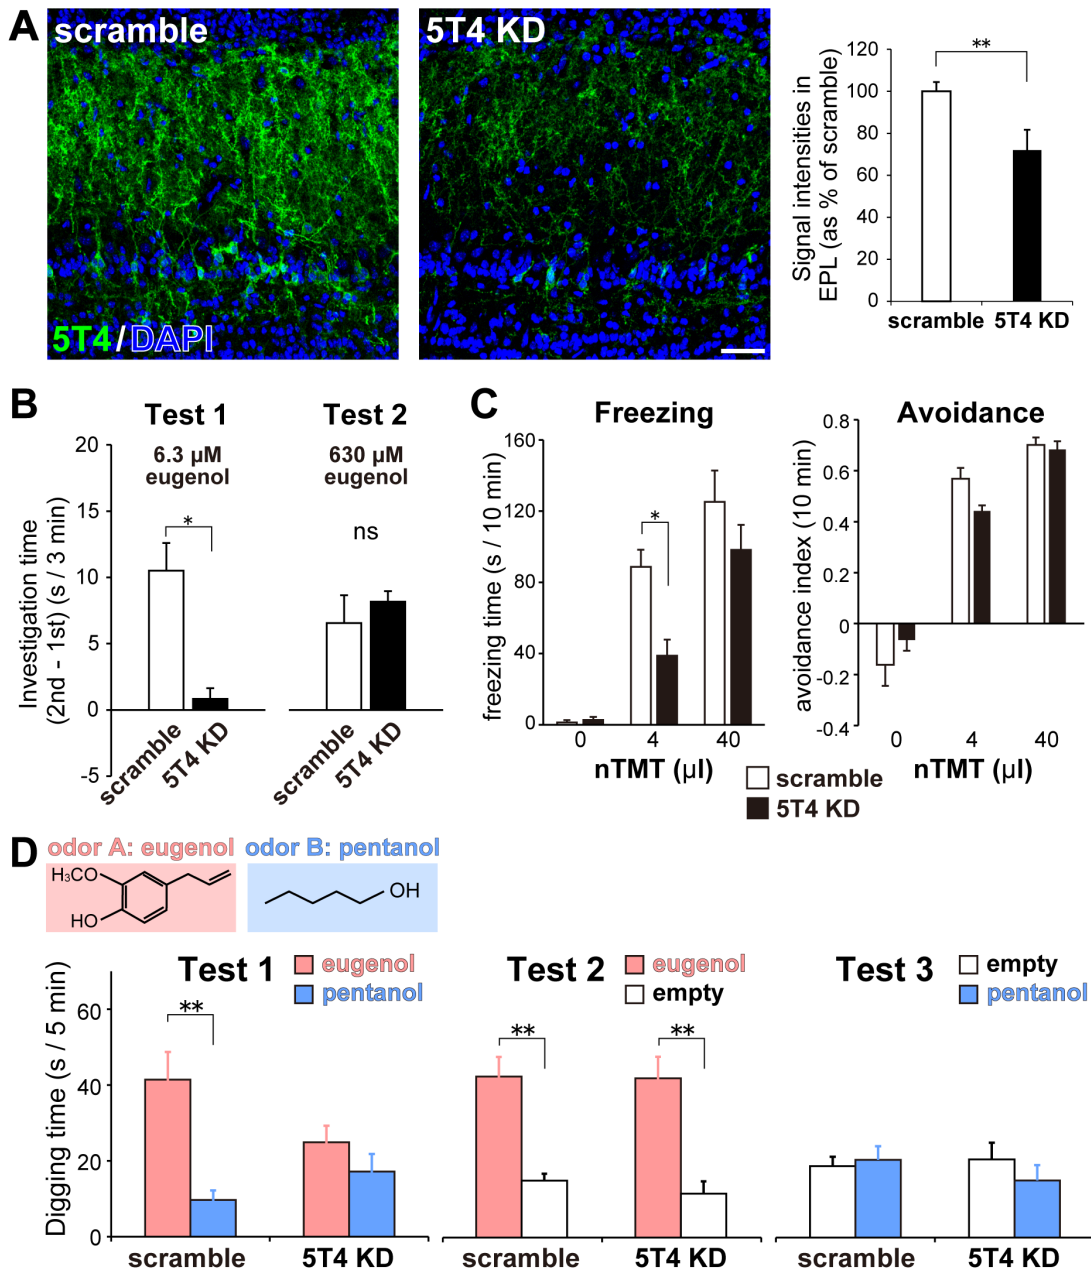 A
scramble
5T4 KD
5T4/DAPI
Signal intensities in
EPL (as % of scramble)
120
100
80
60
40
20
0
**
scramble 5T4 KD
B
Test 1
Test 2
6.3 µM
eugenol
630 µM
eugenol
Investigation time
(2nd - 1st) (s / 3 min)
20
15
10
5
0
-5
*
ns
scramble
5T4 KD
scramble
5T4 KD
C
Freezing
freezing time (s / 10 min)
160
120
80
40
0
*
0 4 40
nTMT (µl)
Avoidance
avoidance index (10 min)
0.8
0.6
0.4
0.2
0
-0.2
-0.4
0 4 40
nTMT (µl)
scramble
5T4 KD
D
odor A: eugenol
odor B: pentanol
H₃CO
HO
OH
Digging time (s / 5 min)
60
40
20
0
Test 1
eugenol
pentanol
**
scramble 5T4 KD
Test 2
eugenol
empty
** **
scramble 5T4 KD
Test 3
empty
pentanol
scramble 5T4 KD